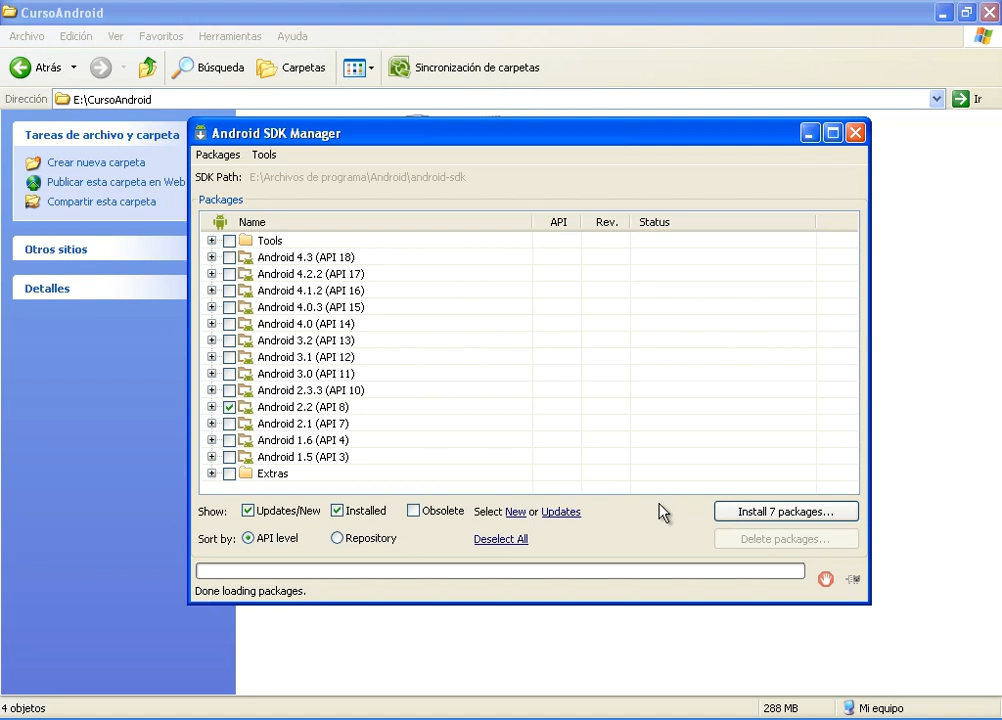 CursoAndroid
Archivo Edición Ver Favoritos Herramientas Ayuda
Atrás Búsqueda Carpetas Sincronización de carpetas
Dirección E:\CursoAndroid Ir
Tareas de archivo y carpeta
Crear nueva carpeta
Publicar esta carpeta en Web
Compartir esta carpeta
Otros sitios
Detalles
Android SDK Manager
Packages Tools
SDK Path: E:\Archivos de programa\Android\android-sdk
Packages
Name API Rev. Status
Tools
Android 4.3 (API 18)
Android 4.2.2 (API 17)
Android 4.1.2 (API 16)
Android 4.0.3 (API 15)
Android 4.0 (API 14)
Android 3.2 (API 13)
Android 3.1 (API 12)
Android 3.0 (API 11)
Android 2.3.3 (API 10)
Android 2.2 (API 8)
Android 2.1 (API 7)
Android 1.6 (API 4)
Android 1.5 (API 3)
Extras
Show: Updates/New Installed Obsolete Select New or Updates Install 7 packages...
Sort by: API level Repository Deselect All Delete packages...
Done loading packages.
4 objetos 288 MB Mi equipo